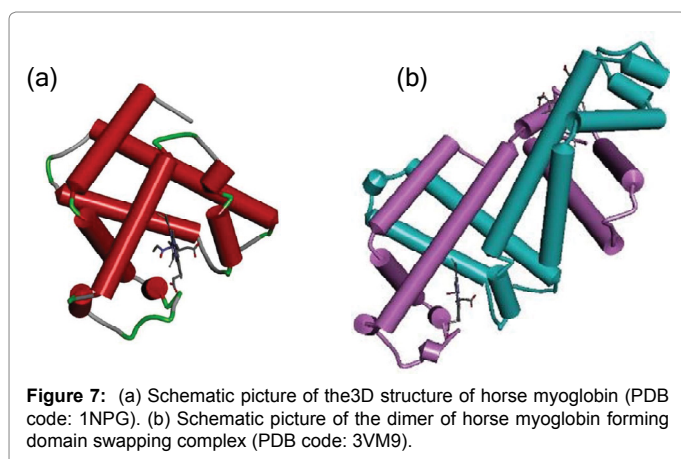 (a)
(b)
Figure 7: (a) Schematic picture of the3D structure of horse myoglobin (PDB
code: 1NPG). (b) Schematic picture of the dimer of horse myoglobin forming
domain swapping complex (PDB code: 3VM9).